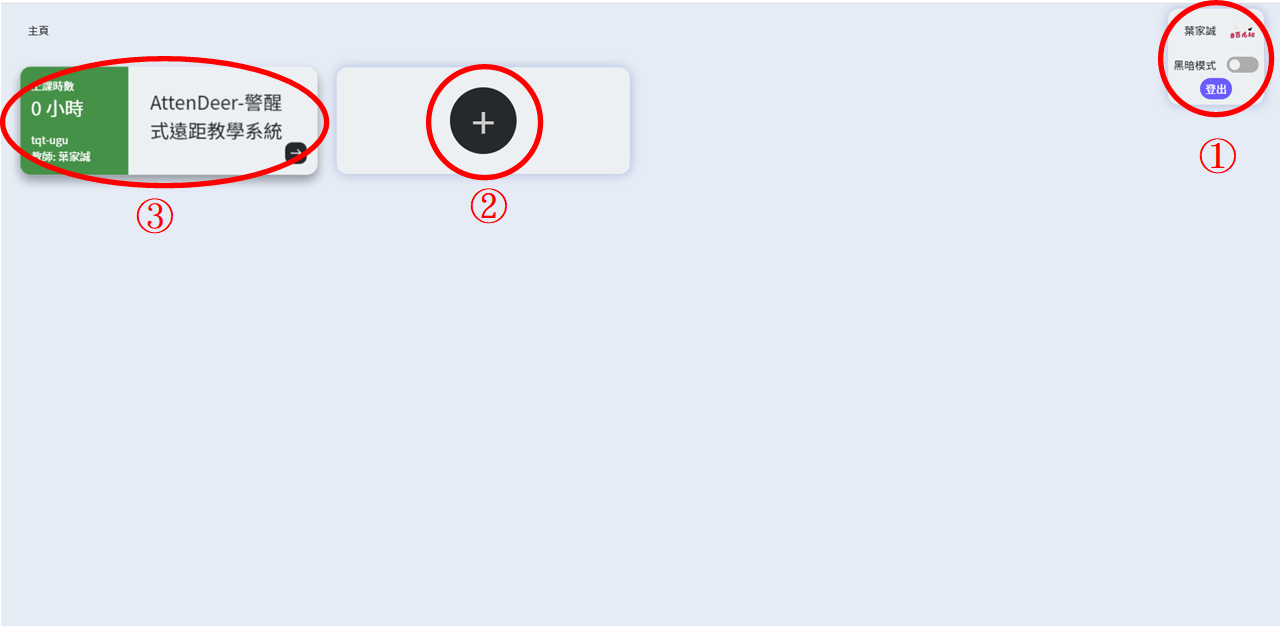 主頁
葉家誠
黑暗模式
登出
①
上課時數
0 小時
tqt-ugu
教師: 葉家誠
AttenDeer-警醒
式遠距教學系統
③
②